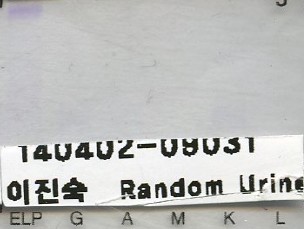 140402-09031
이진숙 Random Urine
ELP G A M K L